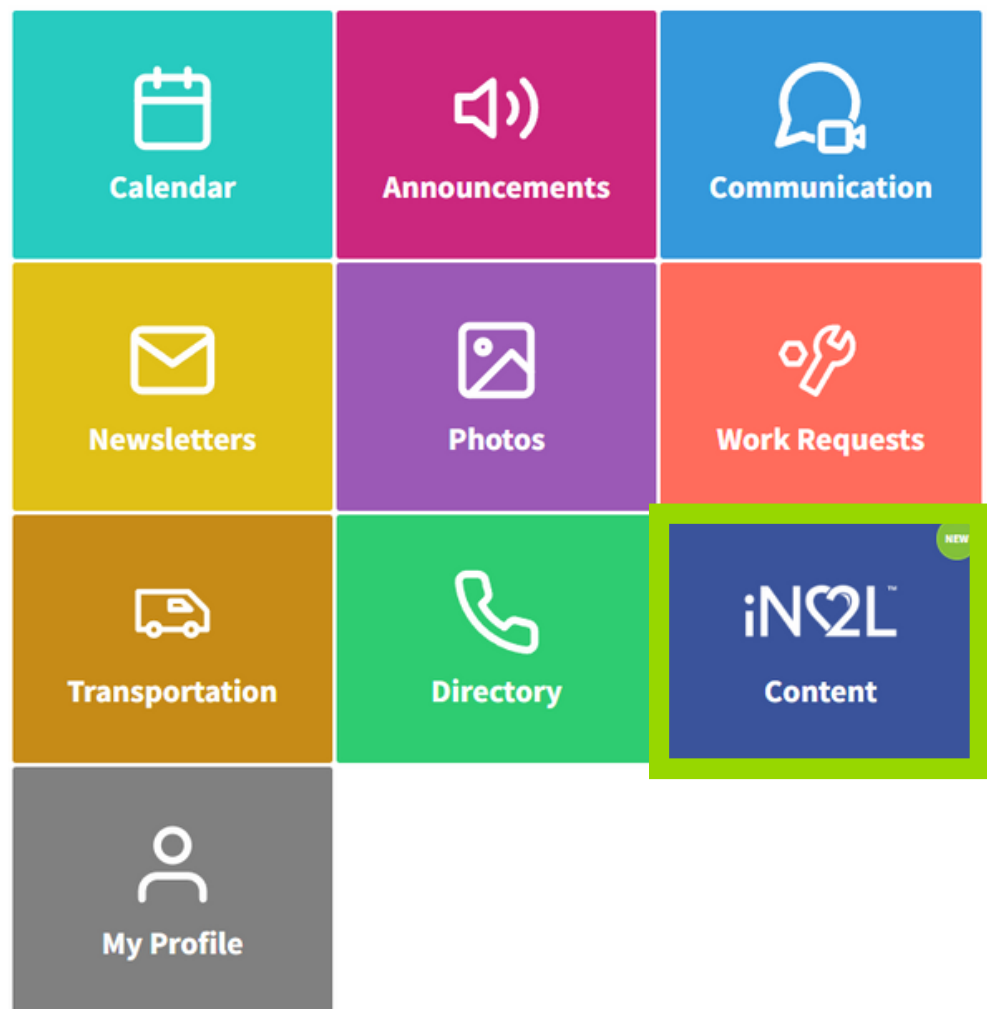 Calendar
Announcements
Communication
Newsletters
Photos
Work Requests
Transportation
Directory
NEW
iN2L™
Content
My Profile